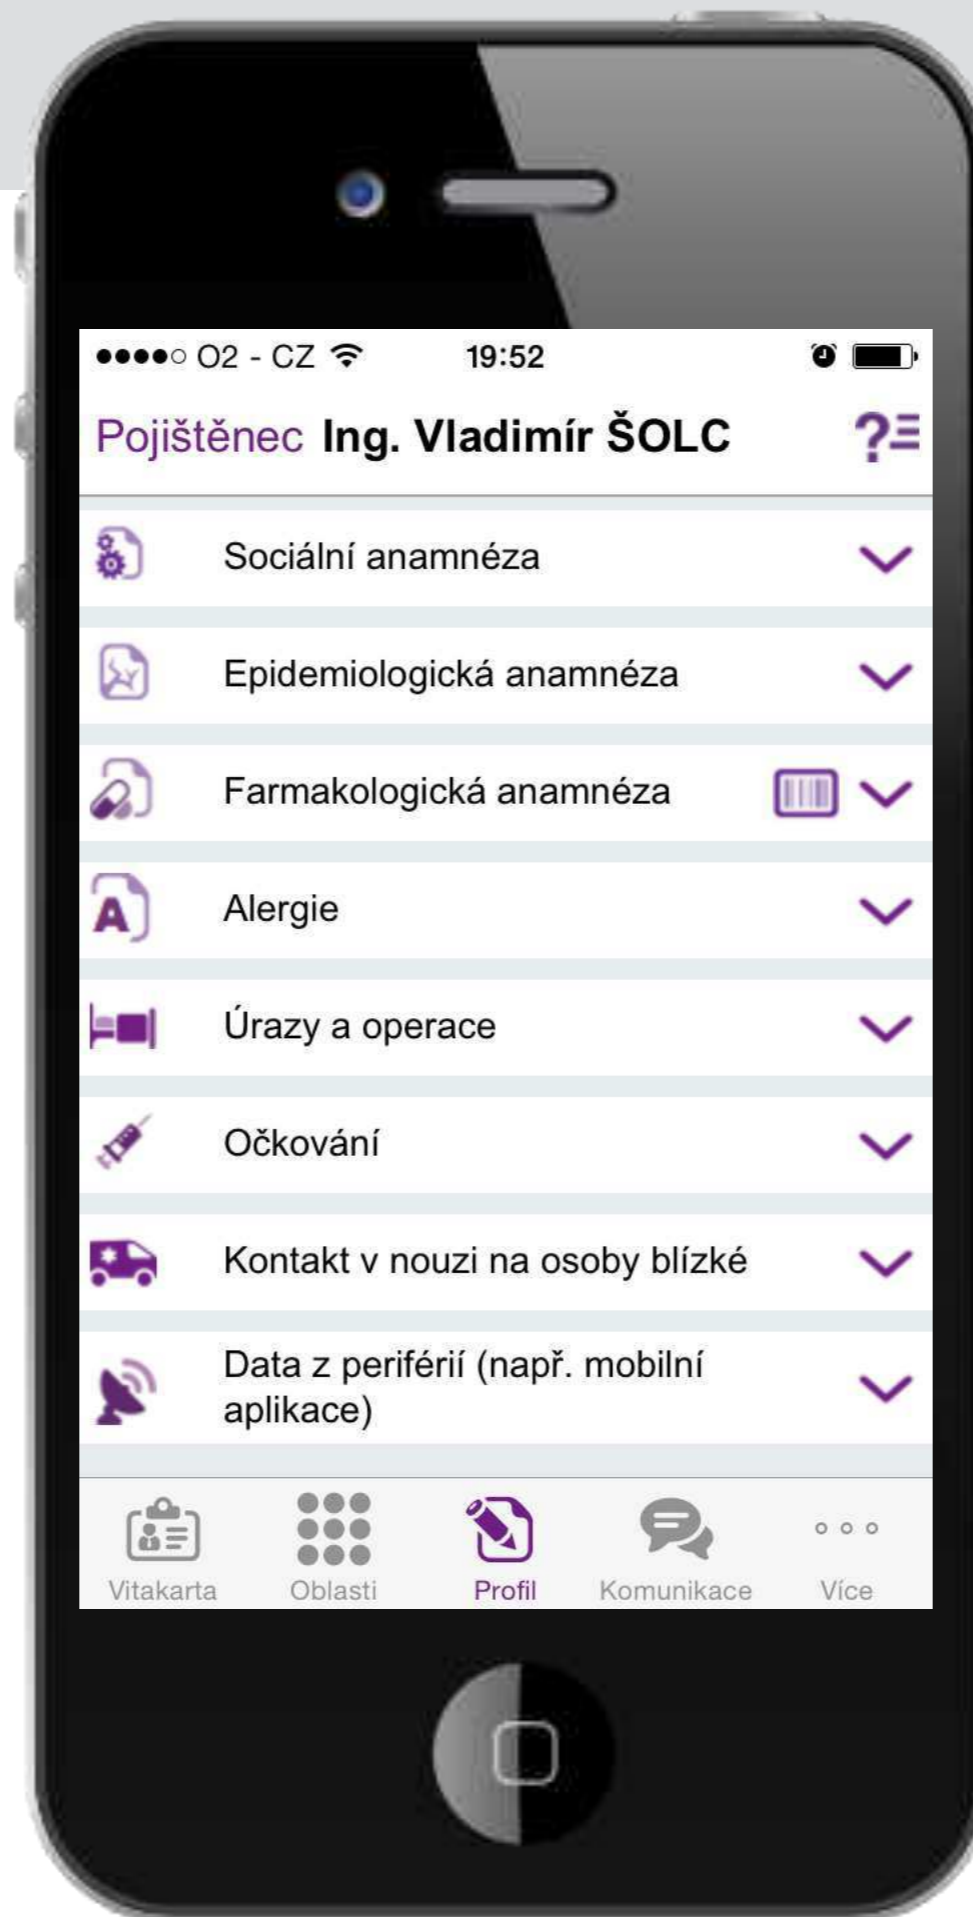 O2 - CZ 19:52
Pojištěnec Ing. Vladimír ŠOLC ?
Sociální anamnéza
Epidemiologická anamnéza
Farmakologická anamnéza
A Alergie
Úrazy a operace
Očkování
Kontakt v nouzi na osoby blízké
Data z periférií (např. mobilní
aplikace)
Vitakarta Oblasti Profil Komunikace Více